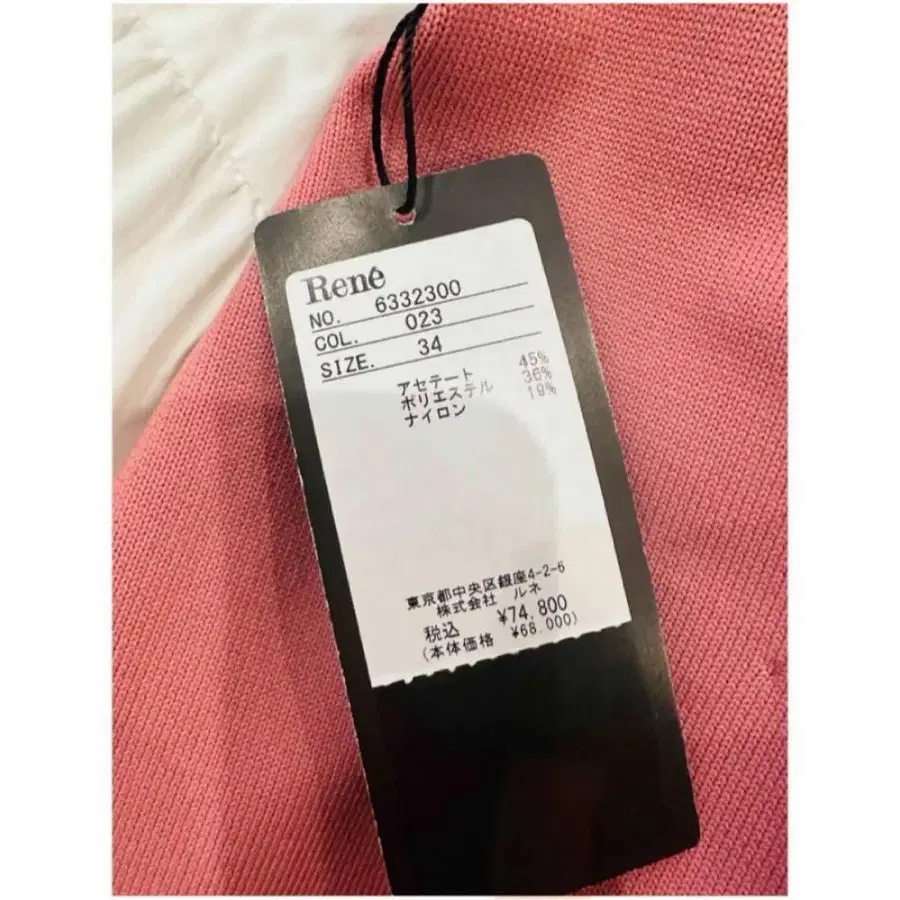 René
NO. 6332300
COL. 023
SIZE. 34
アセテート 45%
ポリエステル 36%
ナイロン 19%
東京都中央区銀座4-2-6
株式会社 ルネ
税込 ¥74,800
(本体価格 ¥68,000)